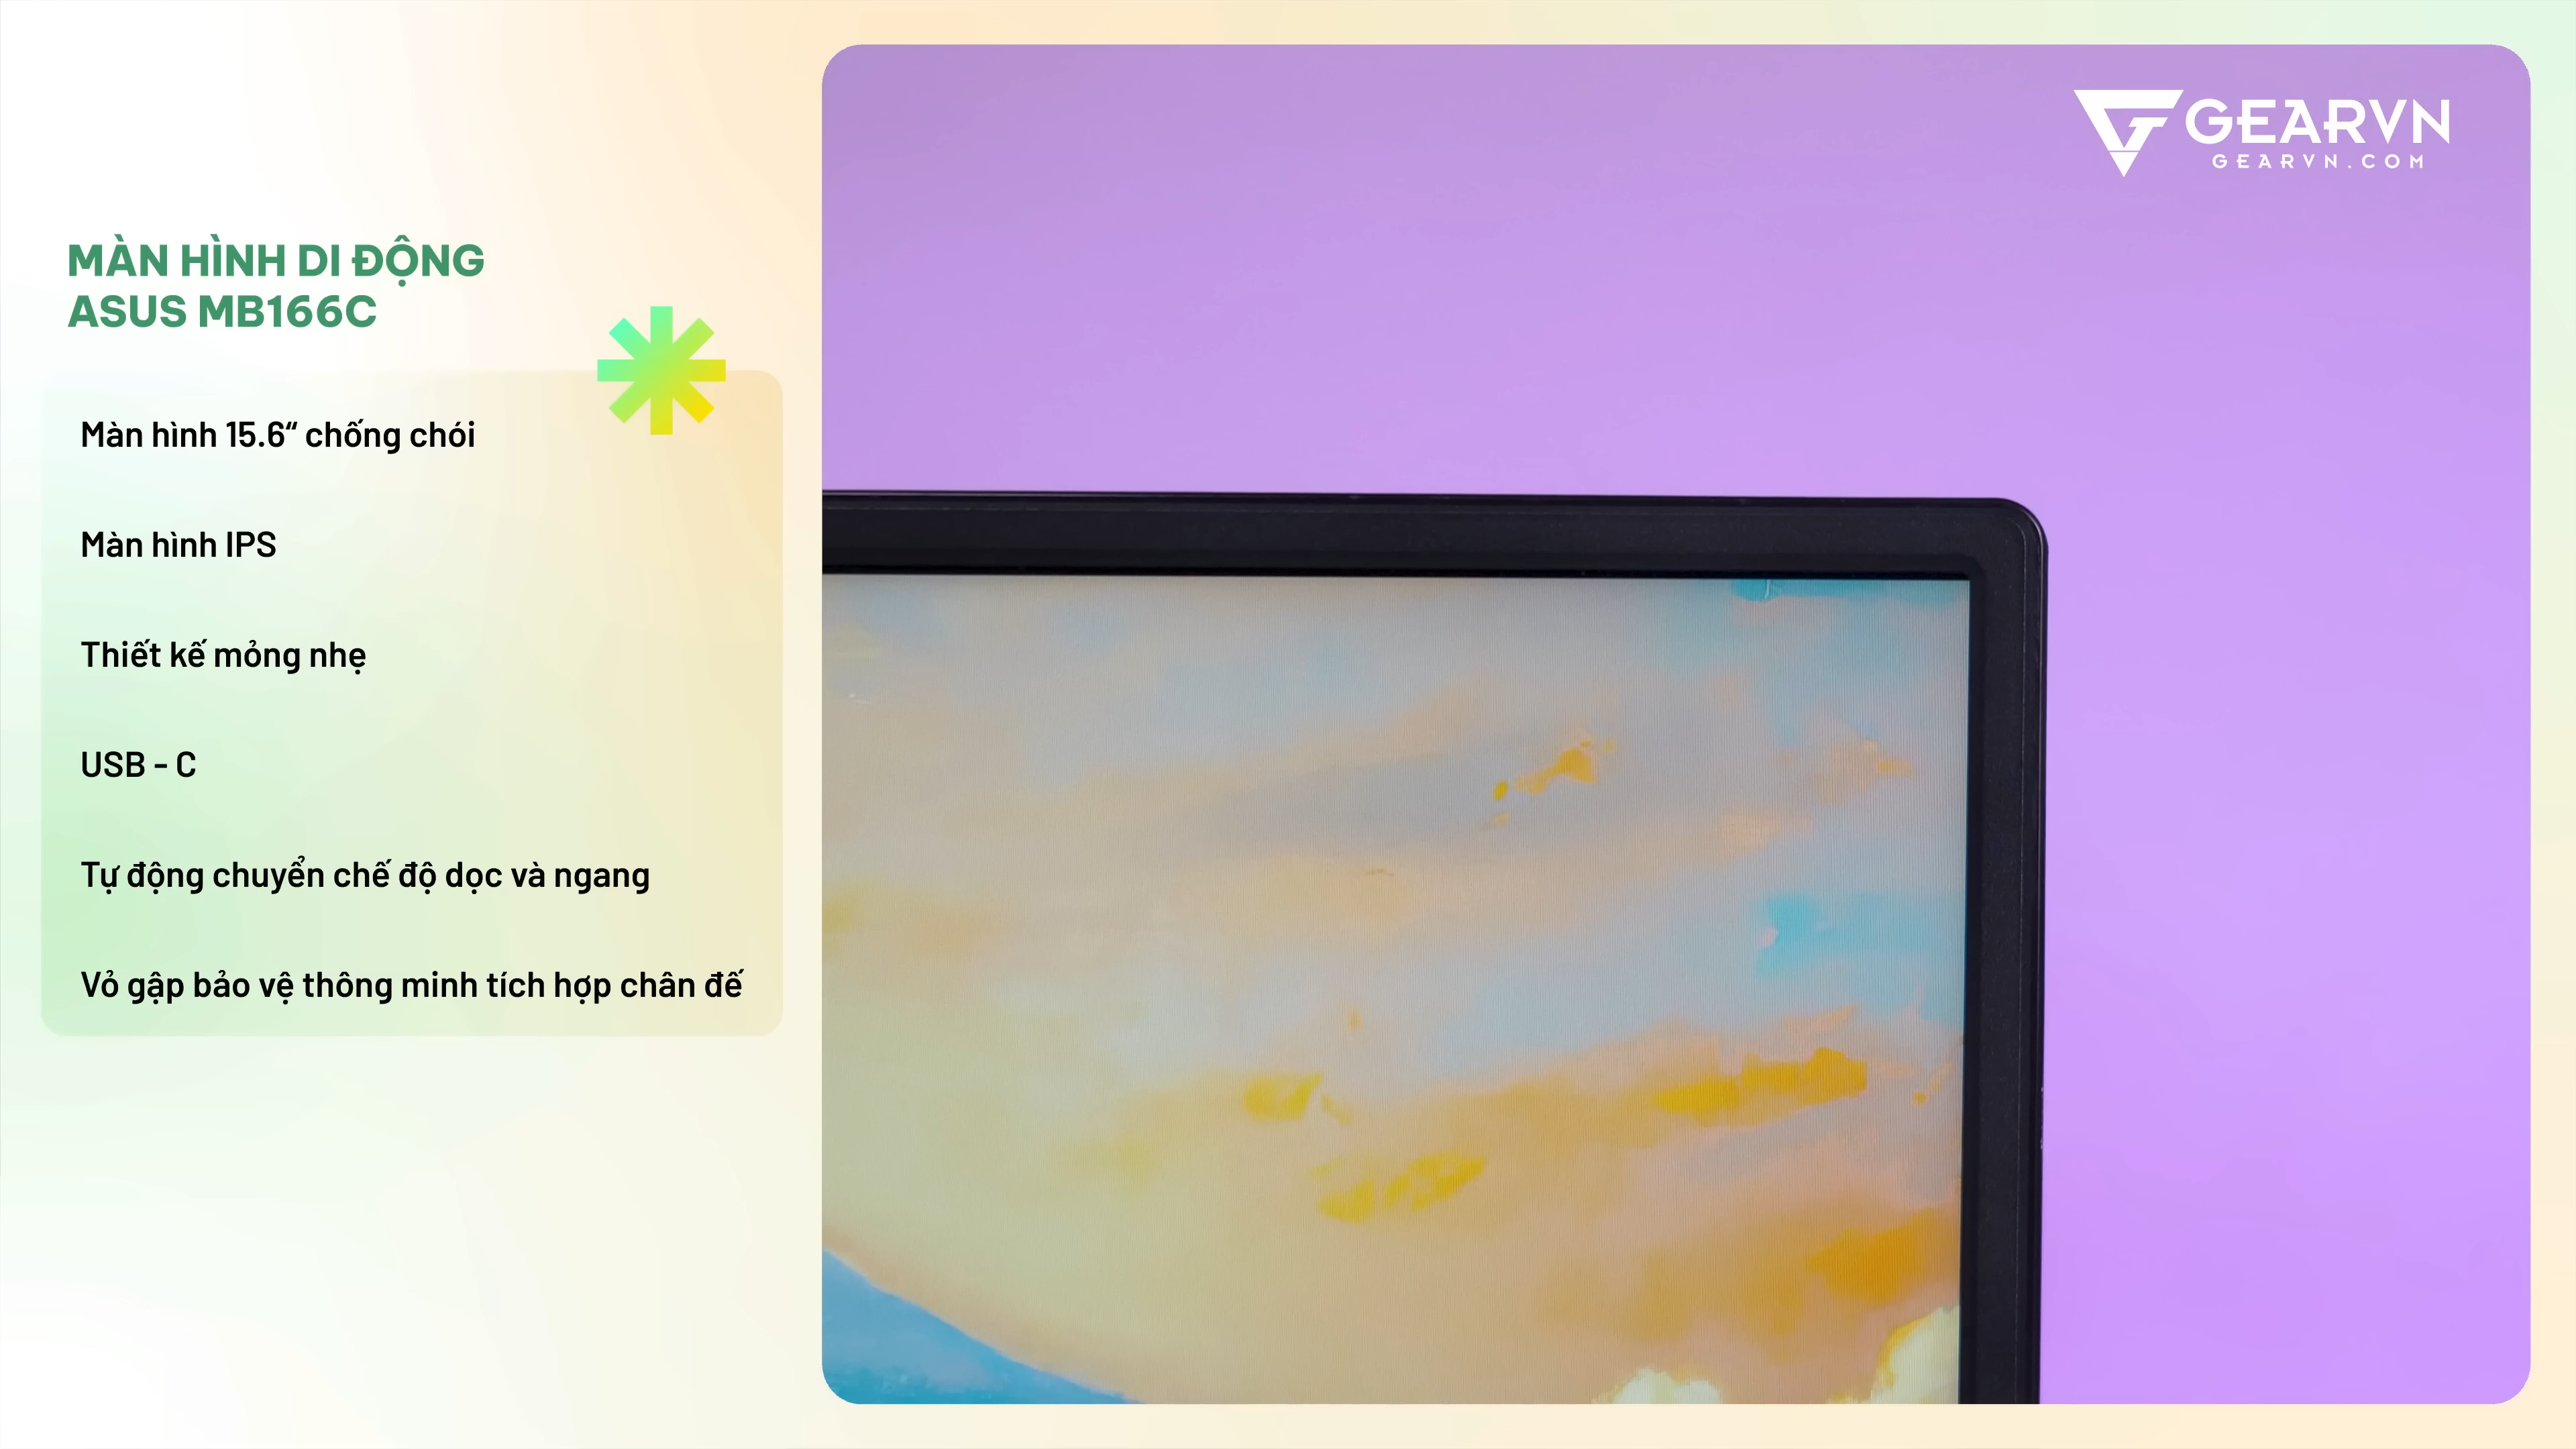 MÀN HÌNH DI ĐỘNG
ASUS MB166C
Màn hình 15.6“ chống chói
Màn hình IPS
Thiết kế mỏng nhẹ
USB - C
Tự động chuyển chế độ dọc và ngang
Vỏ gập bảo vệ thông minh tích hợp chân đế
GEARVN
GEARVN.COM